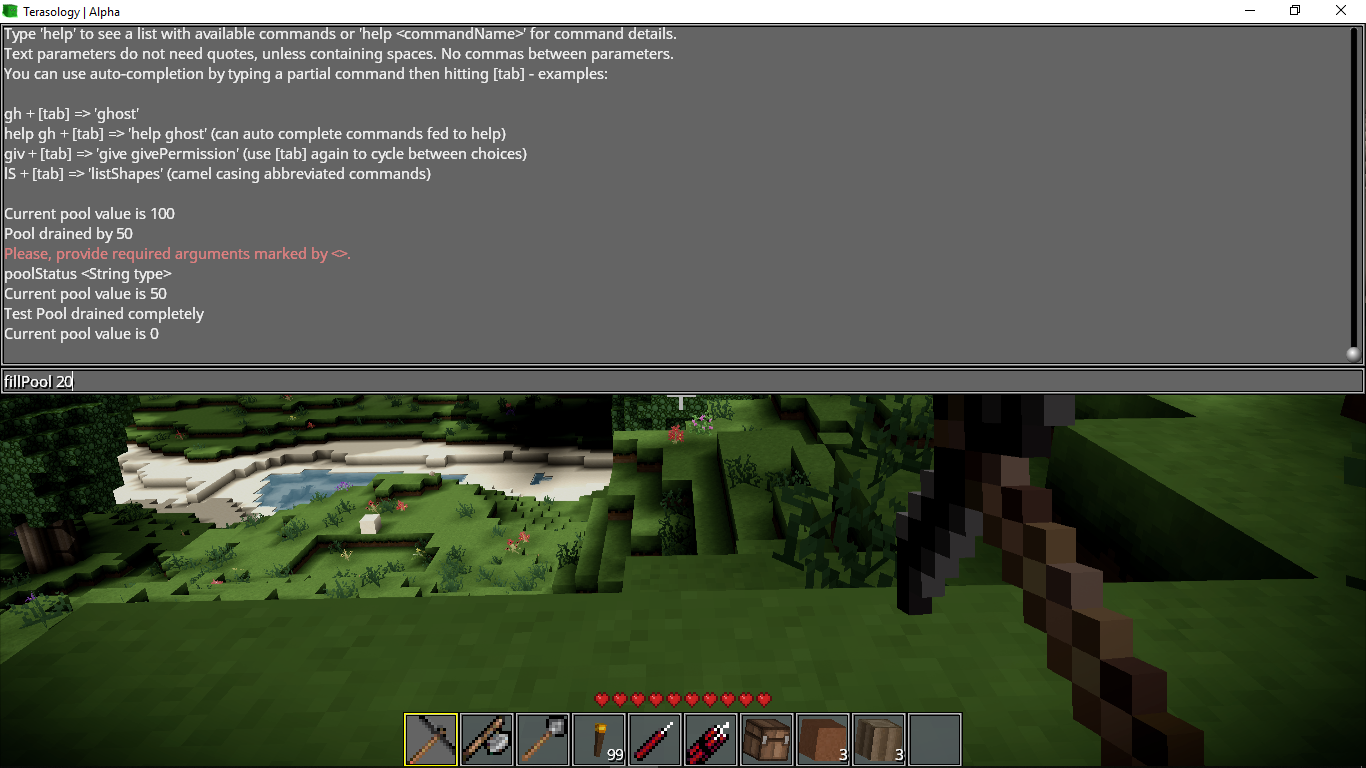 Terasology | Alpha
Type 'help' to see a list with available commands or 'help <commandName>' for command details.
Text parameters do not need quotes, unless containing spaces. No commas between parameters.
You can use auto-completion by typing a partial command then hitting [tab] - examples:
gh + [tab] => 'ghost'
help gh + [tab] => 'help ghost' (can auto complete commands fed to help)
giv + [tab] => 'give givePermission' (use [tab] again to cycle between choices)
lS + [tab] => 'listShapes' (camel casing abbreviated commands)
Current pool value is 100
Pool drained by 50
Please, provide required arguments marked by <>.
poolStatus <String type>
Current pool value is 50
Test Pool drained completely
Current pool value is 0
fillPool 20
99 3 3